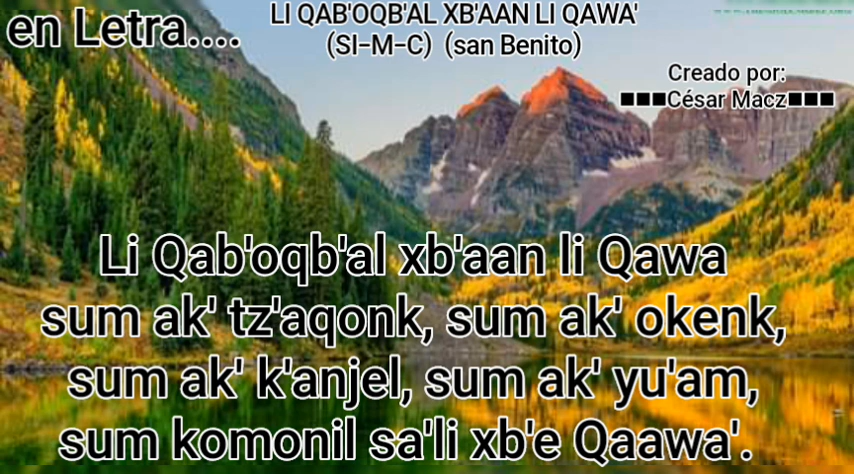 en Letra....
LI QAB'OQB'AL XB'AAN LI QAWA'
(SI-M-C) (san Benito)
Creado por:
■■■César Macz■■■
Li Qab'oqb'al xb'aan li Qawa
sum ak' tz'aqonk, sum ak' okenk,
sum ak' k'anjel, sum ak' yu'am,
sum komonil sa'li xb'e Qaawa'.